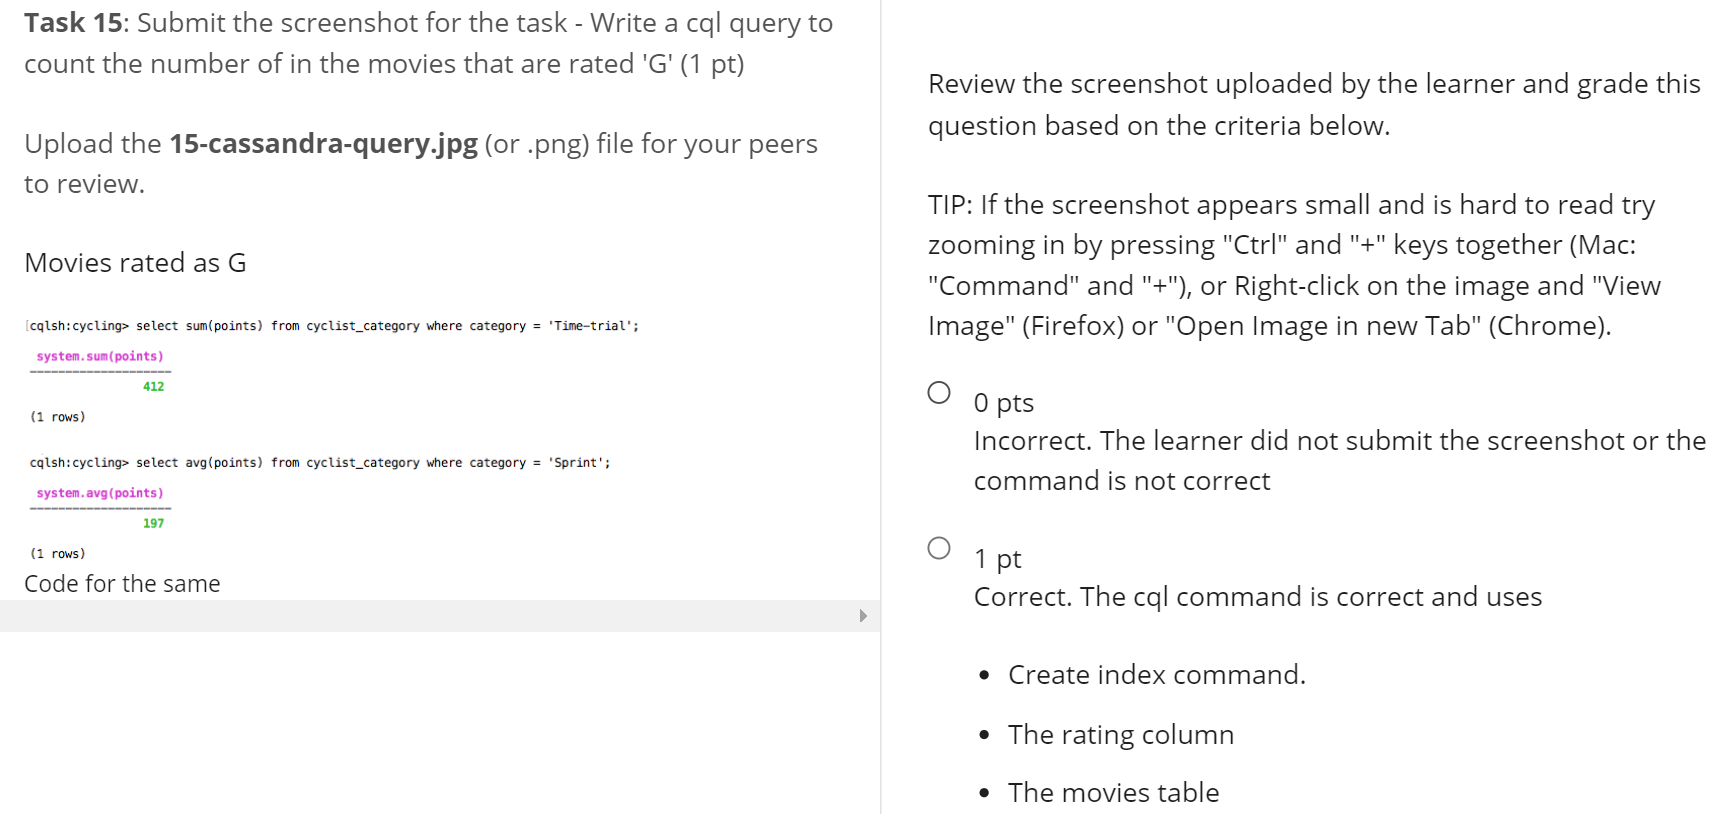 Task 15: Submit the screenshot for the task - Write a cql query to
count the number of in the movies that are rated 'G' (1 pt)
Upload the 15-cassandra-query.jpg (or .png) file for your peers
to review.
Movies rated as G
[cqlsh:cycling> select sum(points) from cyclist_category where category = 'Time-trial';
system.sum(points)
---------------------
412
(1 rows)
cqlsh:cycling> select avg(points) from cyclist_category where category = 'Sprint';
system.avg(points)
---------------------
197
(1 rows)
Code for the same
Review the screenshot uploaded by the learner and grade this
question based on the criteria below.
TIP: If the screenshot appears small and is hard to read try
zooming in by pressing "Ctrl" and "+" keys together (Mac:
"Command" and "+"), or Right-click on the image and "View
Image" (Firefox) or "Open Image in new Tab" (Chrome).
0 pts
Incorrect. The learner did not submit the screenshot or the
command is not correct
1 pt
Correct. The cql command is correct and uses
• Create index command.
• The rating column
• The movies table